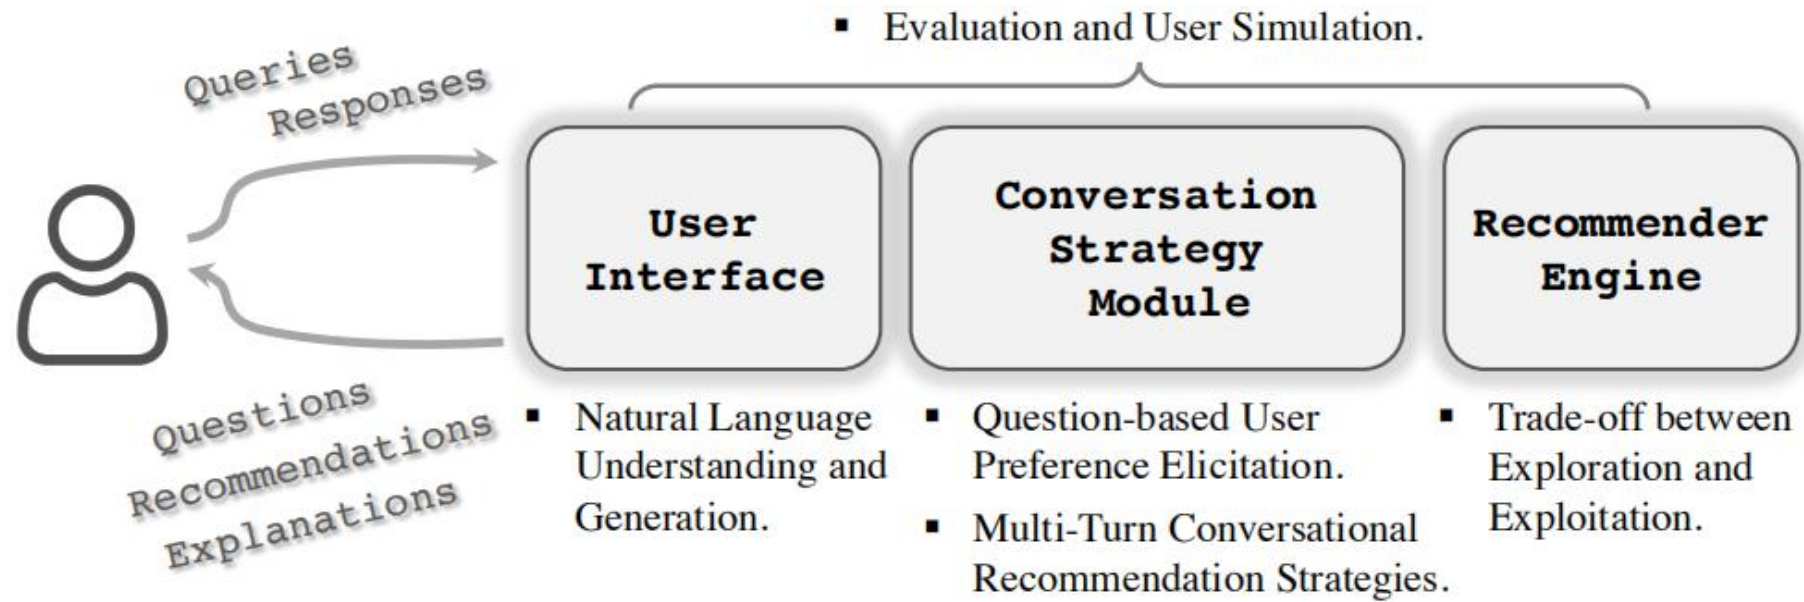 ▪ Evaluation and User Simulation.
Queries
Responses
User
Interface
Conversation
Strategy
Module
Recommender
Engine
Questions
Recommendations
Explanations
▪ Natural Language
Understanding and
Generation.
▪ Question-based User
Preference Elicitation.
▪ Multi-Turn Conversational
Recommendation Strategies.
▪ Trade-off between
Exploration and
Exploitation.